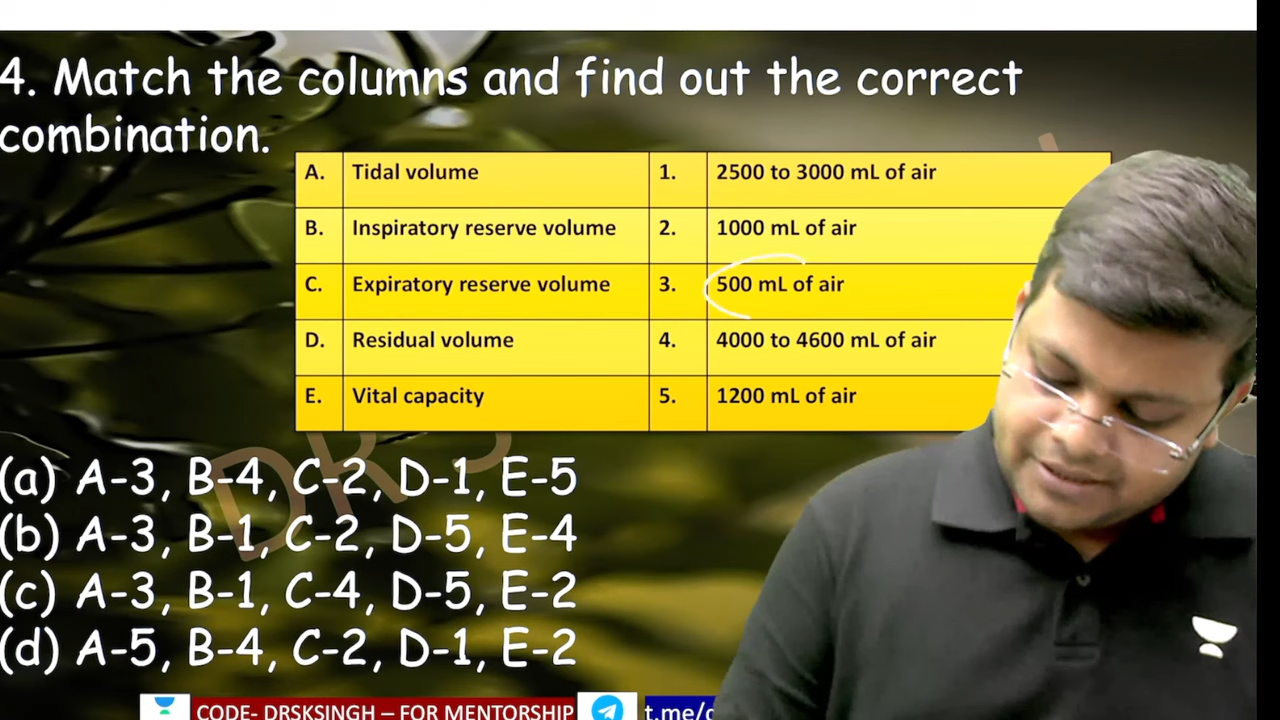 4. Match the columns and find out the correct
combination.
A. Tidal volume 1. 2500 to 3000 mL of air
B. Inspiratory reserve volume 2. 1000 mL of air
C. Expiratory reserve volume 3. 500 mL of air
D. Residual volume 4. 4000 to 4600 mL of air
E. Vital capacity 5. 1200 mL of air
DR S
(a) A-3, B-4, C-2, D-1, E-5
(b) A-3, B-1, C-2, D-5, E-4
(c) A-3, B-1, C-4, D-5, E-2
(d) A-5, B-4, C-2, D-1, E-2
CODE- DRSKSINGH – FOR MENTORSHIP t.me/